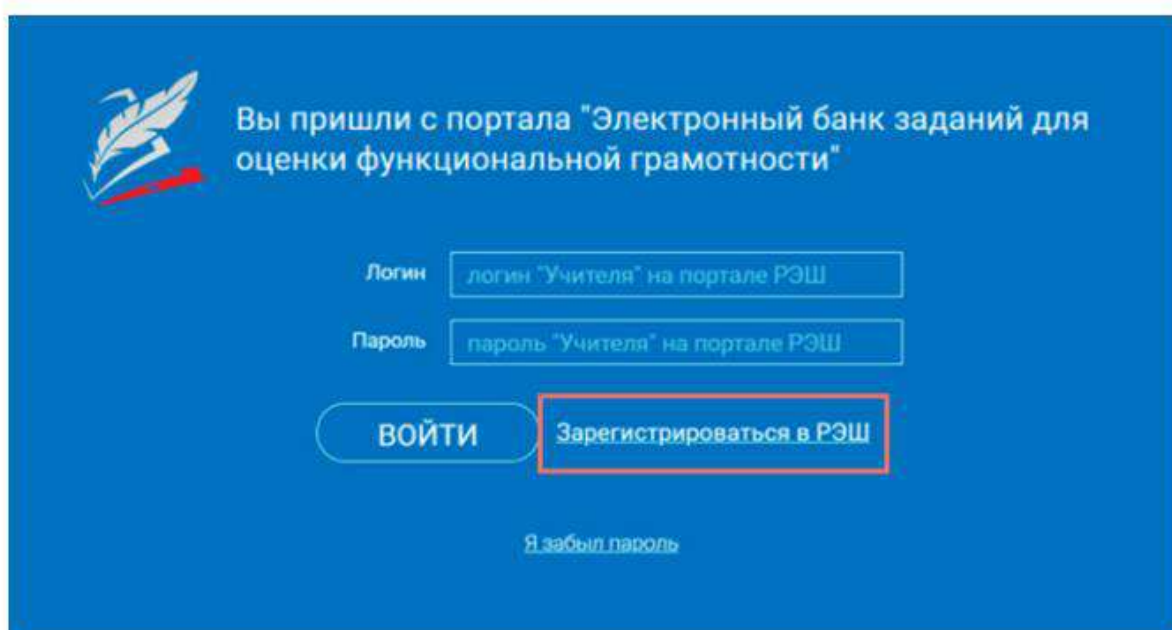 Вы пришли с портала "Электронный банк заданий для
оценки функциональной грамотности"
Логин
логин "Учителя" на портале РЭШ
Пароль
пароль "Учителя" на портале РЭШ
ВОЙТИ
Зарегистрироваться в РЭШ
Я забыл пароль